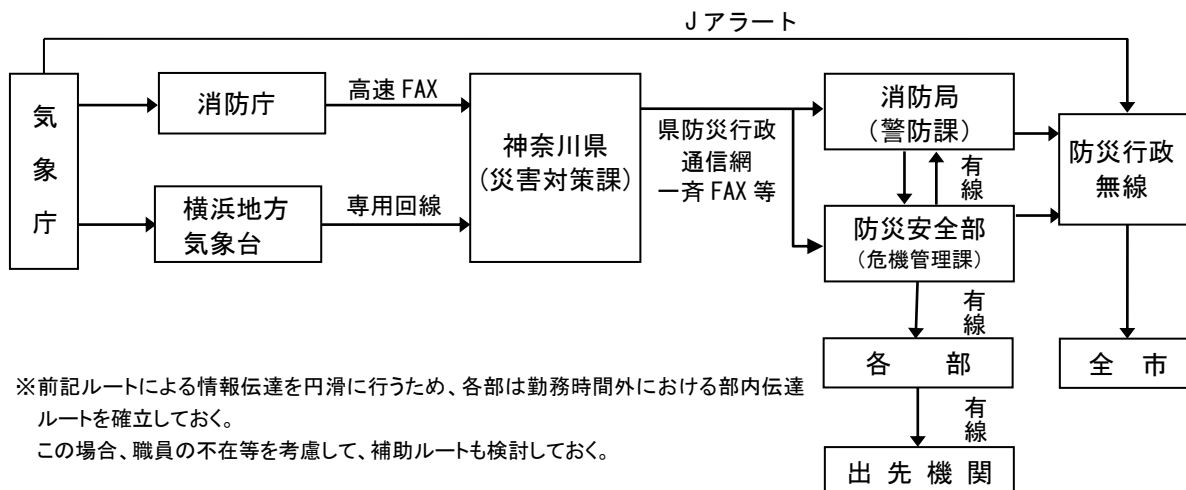 Jアラート
気
象
庁
消防庁
高速 FAX
横浜地方
気象台
専用回線
神奈川県
(災害対策課)
県防災行政
通信網
一斉 FAX 等
消防局
(警防課)
有
線
防災安全部
(危機管理課)
防災行政
無線
有
線
各 部
全 市
有
線
出 先 機 関
※前記ルートによる情報伝達を円滑に行うため、各部は勤務時間外における部内伝達
ルートを確立しておく。
この場合、職員の不在等を考慮して、補助ルートも検討しておく。